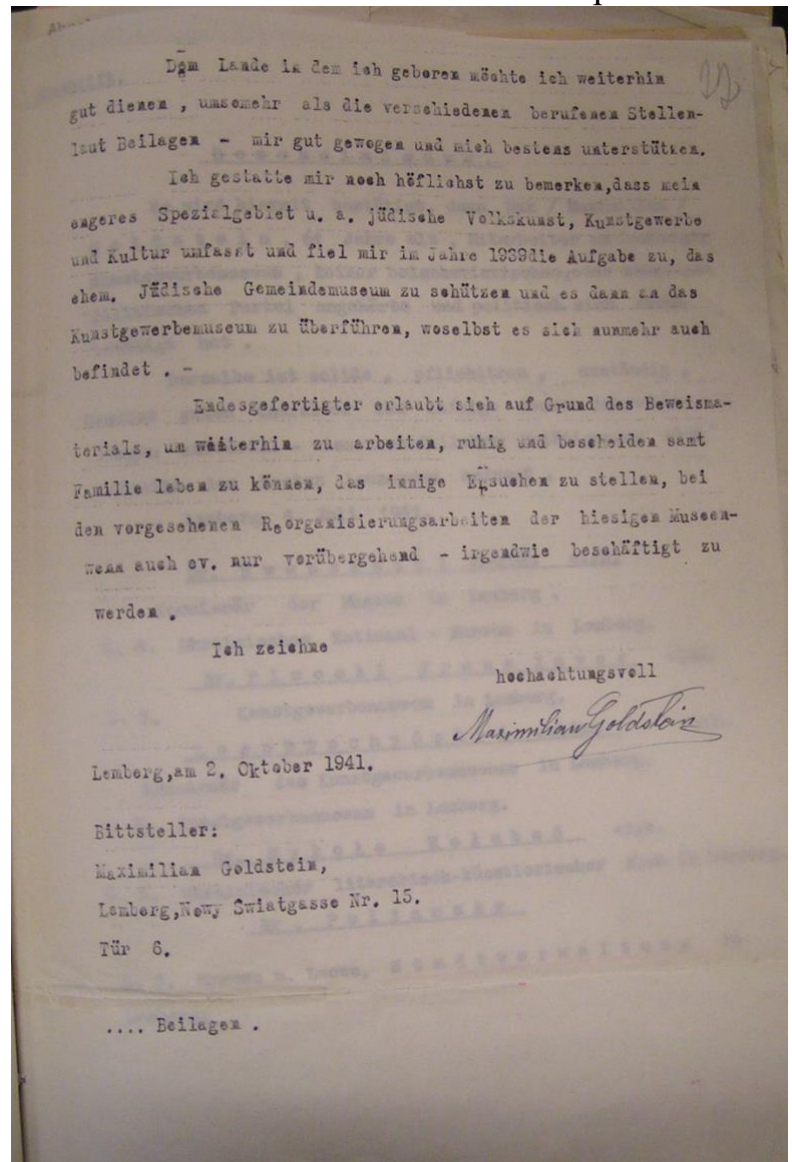 22
Dem Lande in dem ich geboren möchte ich weiterhin
gut dienen , umsomehr als die verschiedenen berufenen Stellen-
laut Beilagen - mir gut gewogen und mich bestens unterstützen.
Ich gestatte mir noch höflichst zu bemerken,dass mein
engeres Spezialgebiet u. a. jüdische Volkskunst, Kunstgewerbe
und Kultur umfasst und fiel mir im Jahre 1939die Aufgabe zu, das
ehem. Jüdische Gemeindemuseum zu schützen und es dann an das
Kunstgewerbemuseum zu überführen, woselbst es sich nunmehr auch
befindet . -
Endesgefertigter erlaubt sich auf Grund des Beweisma-
terials, um weiterhin zu arbeiten, ruhig und bescheiden samt
Familie leben zu können, das innige Ersuchen zu stellen, bei
den vorgesehenen Reorganisierungsarbeiten der hiesigen Museen-
wenn auch ev. nur vorübergehend - irgendwie beschäftigt zu
werden .
Ich zeichne
hochachtungsvoll
Maximilian Goldstein
Lemberg,am 2. Oktober 1941.
Bittsteller:
Maximilian Goldstein,
Lemberg,Nowy Swiatgasse Nr. 15.
Tür 6.
.... Beilagen .